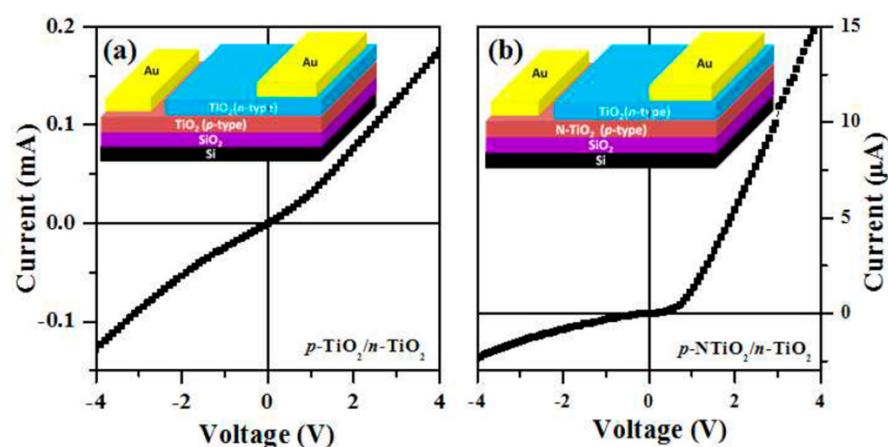 (a)
Au
Au
TiO2(n-type)
TiO2 (p-type)
SiO2
Si
0.2
0.1
0.0
-0.1
Current (mA)
p-TiO2/n-TiO2
-4
-2
0
2
4
Voltage (V)
(b)
Au
Au
TiO2(n-type)
N-TiO2 (p-type)
SiO2
Si
15
10
5
0
Current (μA)
p-NTiO2/n-TiO2
-4
-2
0
2
4
Voltage (V)